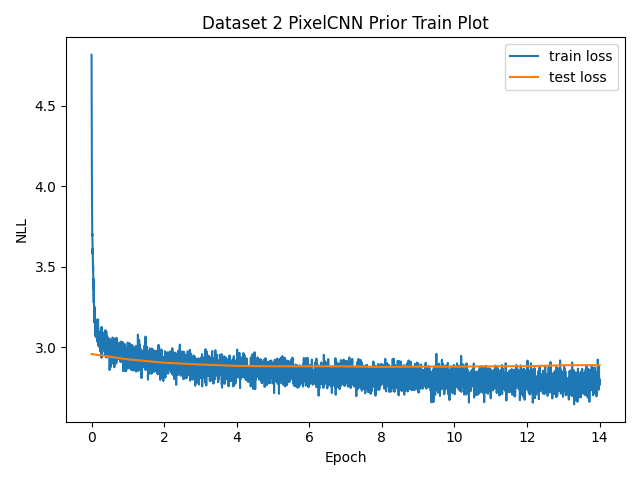 Dataset 2 PixelCNN Prior Train Plot
train loss
test loss
4.5
4.0
3.5
3.0
NLL
0 2 4 6 8 10 12 14
Epoch